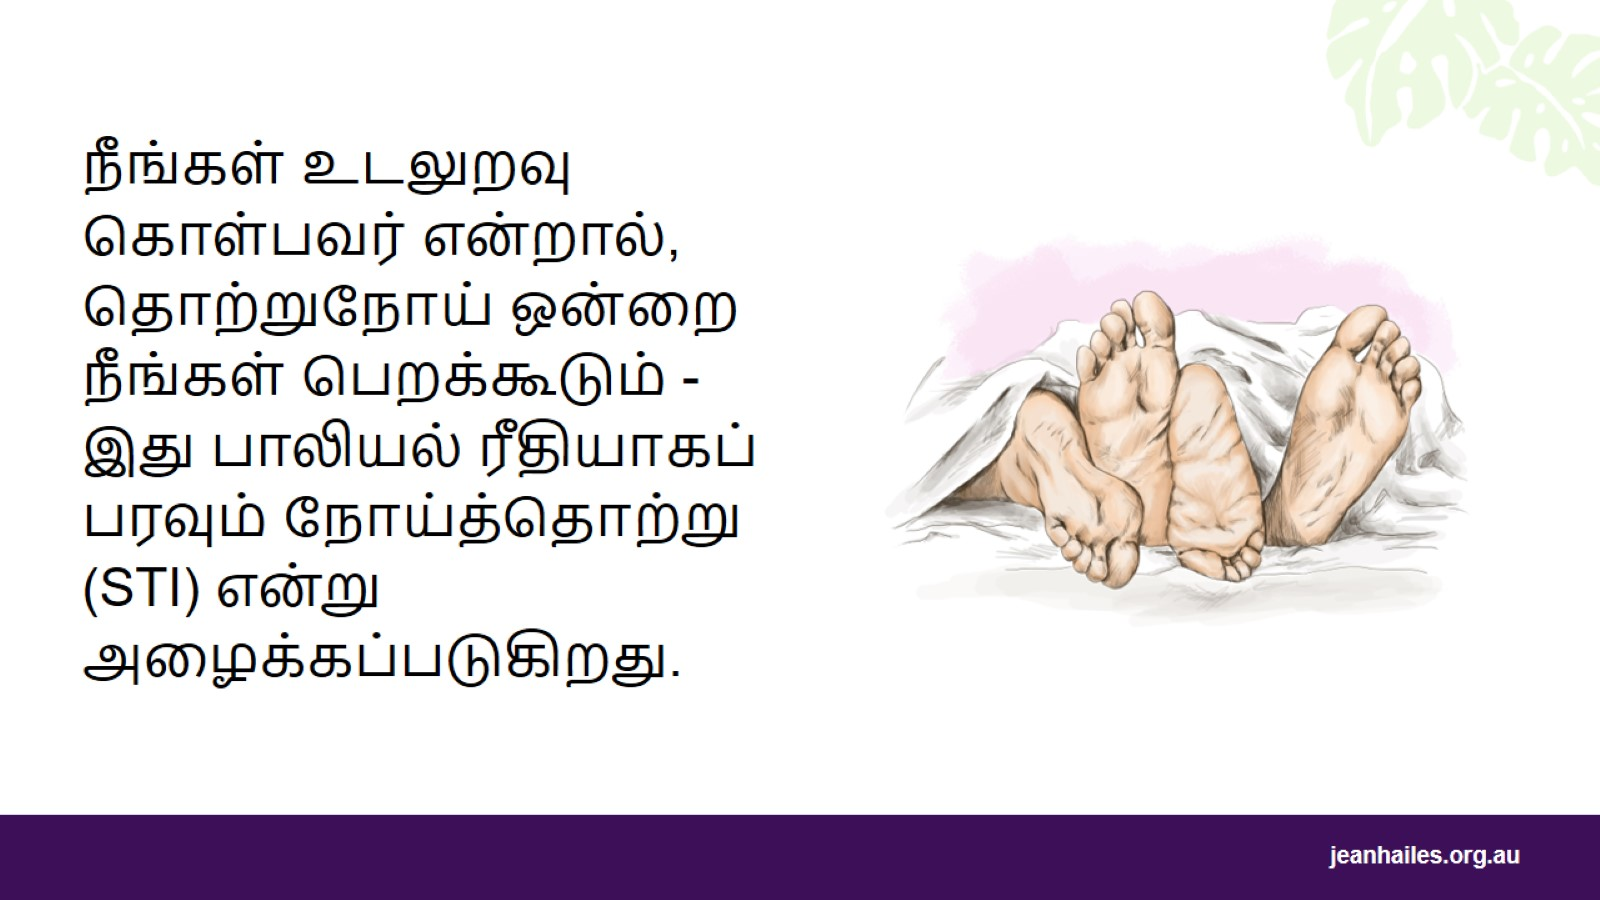 நீங்கள் உடலுறவு
கொள்பவர் என்றால்,
தொற்றுநோய் ஒன்றை
நீங்கள் பெறக்கூடும் -
இது பாலியல் ரீதியாகப்
பரவும் நோய்த்தொற்று
(STI) என்று
அழைக்கப்படுகிறது.
jeanhailes.org.au